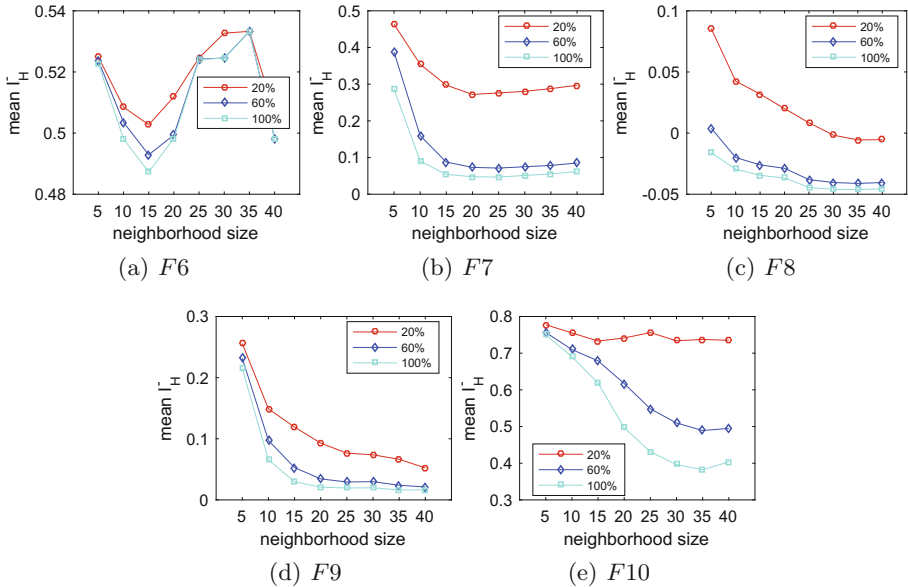 0.54
0.52
0.5
0.48
mean I_H^-
20%
60%
100%
5 10 15 20 25 30 35 40
neighborhood size
(a) F6
0.5
0.4
0.3
0.2
0.1
0
mean I_H^-
20%
60%
100%
5 10 15 20 25 30 35 40
neighborhood size
(b) F7
0.1
0.05
0
-0.05
mean I_H^-
20%
60%
100%
5 10 15 20 25 30 35 40
neighborhood size
(c) F8
0.3
0.2
0.1
0
mean I_H^-
20%
60%
100%
5 10 15 20 25 30 35 40
neighborhood size
(d) F9
0.8
0.7
0.6
0.5
0.4
0.3
mean I_H^-
20%
60%
100%
5 10 15 20 25 30 35 40
neighborhood size
(e) F10